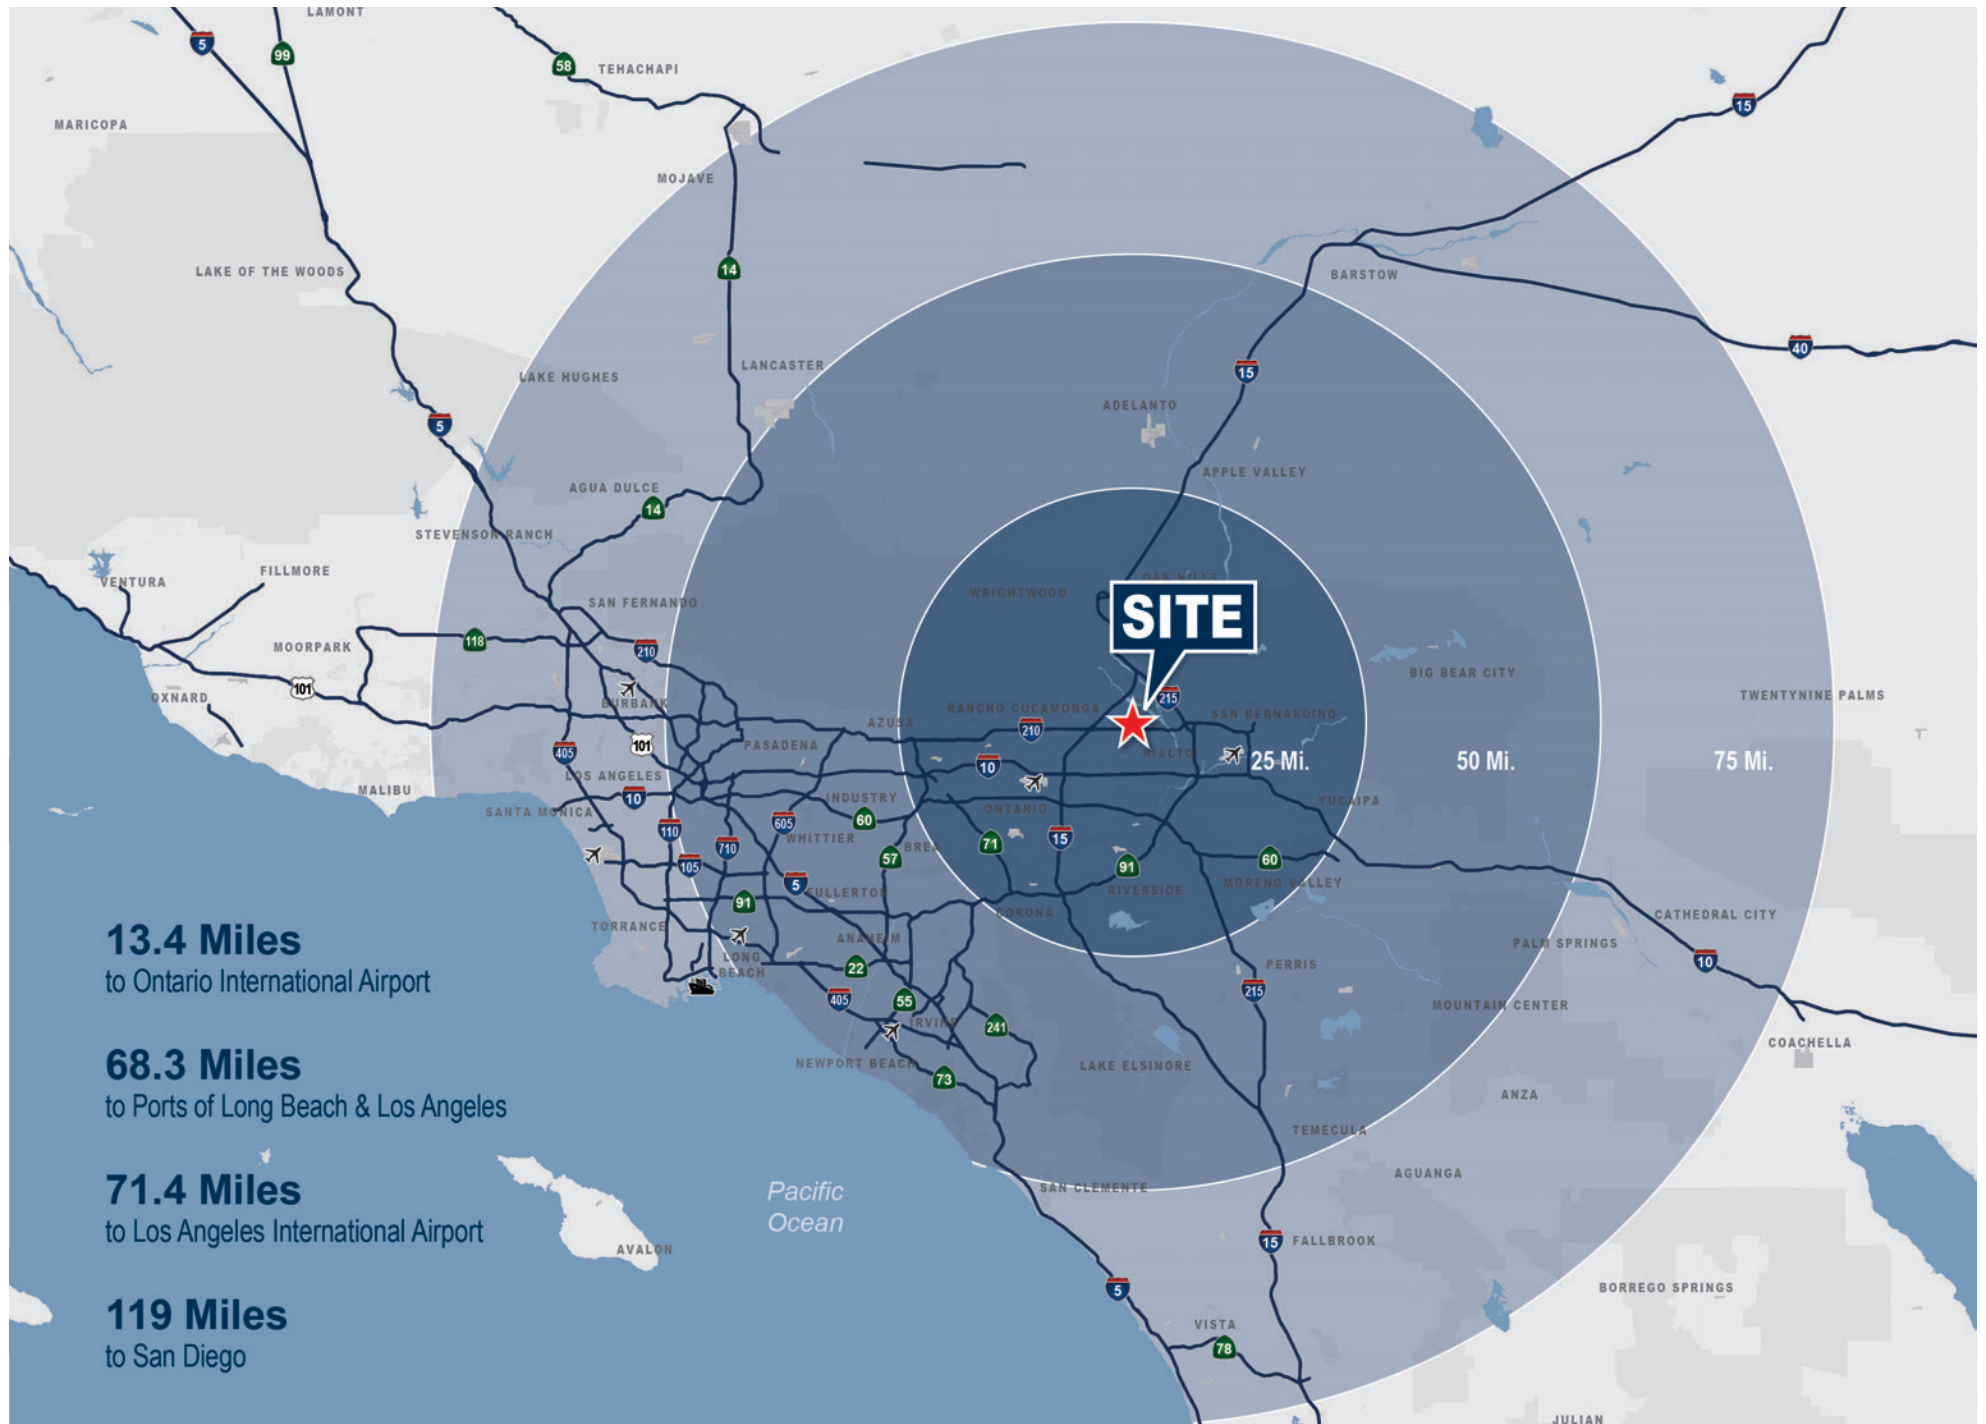 LAMONT
5
99
58
TEHACHAPI
15
MARICOPA
MOJAVE
LAKE OF THE WOODS
14
BARSTOW
40
LAKE HUGHES
LANCASTER
15
ADELANTO
5
APPLE VALLEY
AGUA DULCE
14
STEVENSON RANCH
VENTURA
FILLMORE
OAK HILLS
WRIGHTWOOD
SAN FERNANDO
SITE
118
MOORPARK
210
BIG BEAR CITY
101
OXNARD
BURBANK
215
TWENTYNINE PALMS
RANCHO CUCAMONGA
SAN BERNARDINO
AZUSA
210
405
101
PASADENA
RIALTO
25 Mi.
50 Mi.
75 Mi.
10
LOS ANGELES
MALIBU
10
INDUSTRY
ONTARIO
YUCAIPA
SANTA MONICA
110
605
60
WHITTIER
710
BREA
71
15
57
105
91
60
5
FULLERTON
RIVERSIDE
MORENO VALLEY
91
CORONA
CATHEDRAL CITY
TORRANCE
ANAHEIM
PALM SPRINGS
13.4 Miles
to Ontario International Airport
LONG
BEACH
22
PERRIS
10
215
405
55
MOUNTAIN CENTER
IRVINE
241
COACHELLA
68.3 Miles
to Ports of Long Beach & Los Angeles
NEWPORT BEACH
73
LAKE ELSINORE
ANZA
TEMECULA
AGUANGA
71.4 Miles
to Los Angeles International Airport
Pacific
Ocean
SAN CLEMENTE
AVALON
15
FALLBROOK
5
BORREGO SPRINGS
119 Miles
to San Diego
VISTA
78
JULIAN